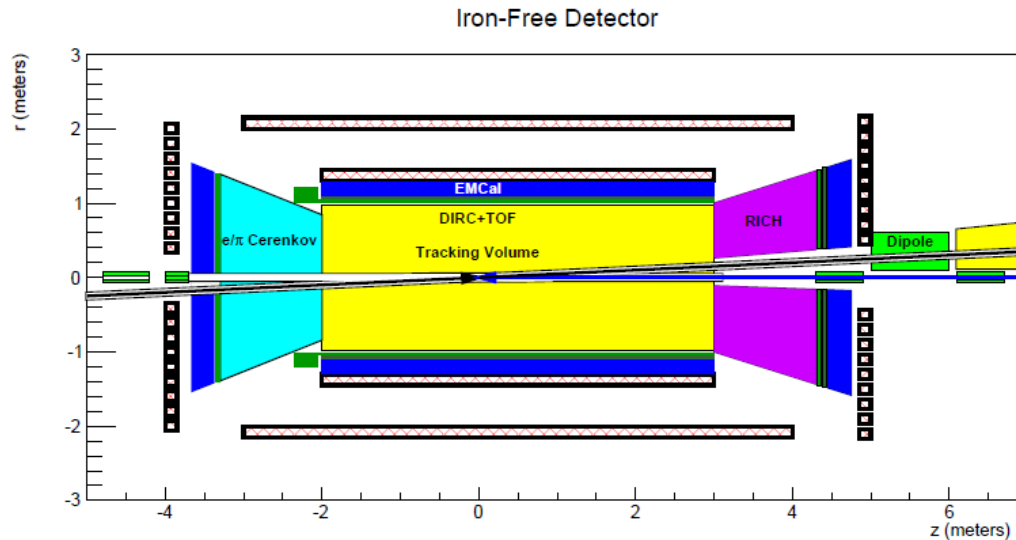 Iron-Free Detector
r (meters)
3
2
1
0
-1
-2
-3
EMCal
DIRC+TOF
e/π Cerenkov
Tracking Volume
RICH
Dipole
-4
-2
0
2
4
6
z (meters)